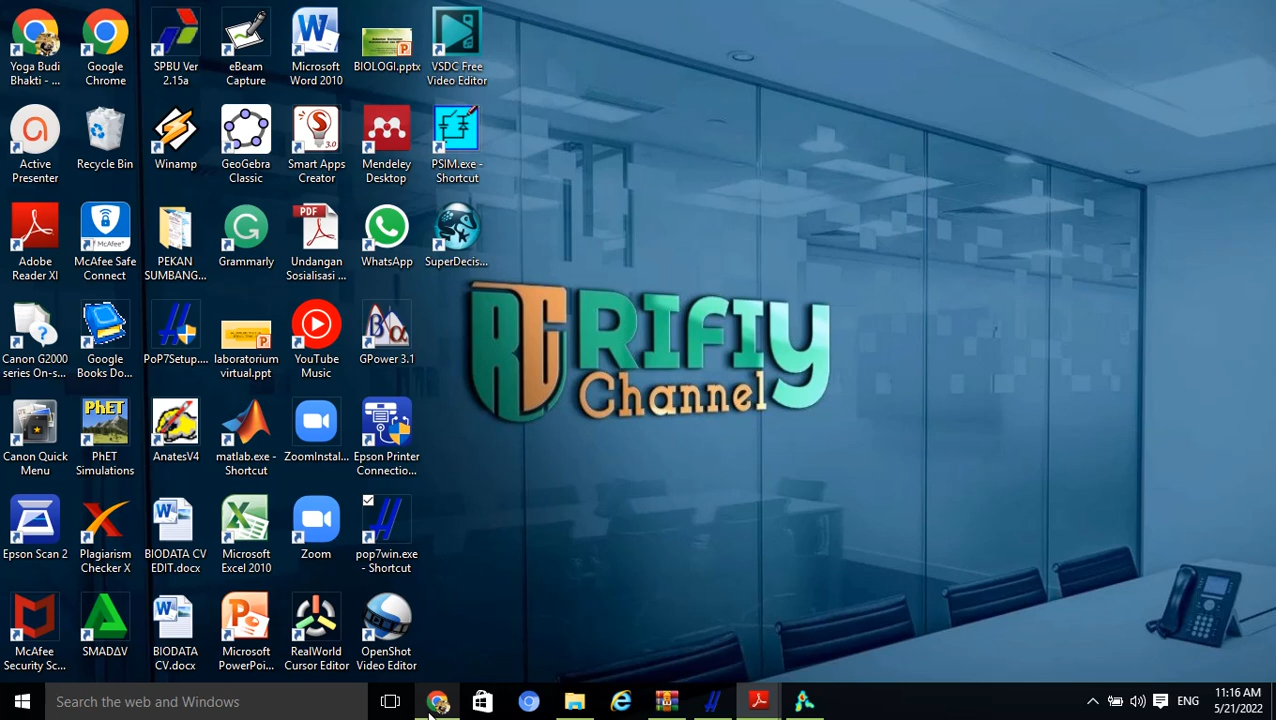 Yoga Budi
Bhakti - ...
Google
Chrome
SPBU Ver
2.15a
eBeam
Capture
Microsoft
Word 2010
BIOLOGI.pptx
VSDC Free
Video Editor
Active
Presenter
Recycle Bin
Winamp
GeoGebra
Classic
Smart Apps
Creator
Mendeley
Desktop
PSIM.exe -
Shortcut
Adobe
Reader XI
McAfee Safe
Connect
PEKAN
SUMBANG...
Grammarly
Undangan
Sosialisasi ...
WhatsApp
SuperDecis...
Canon G2000
series On-s...
Google
Books Do...
PoP7Setup....
laboratorium
virtual.ppt
YouTube
Music
GPower 3.1
RIFIY
Channel
Canon Quick
Menu
PhET
PhET
Simulations
AnatesV4
matlab.exe -
Shortcut
ZoomInstal...
Epson Printer
Connectio...
Epson Scan 2
Plagiarism
Checker X
BIODATA CV
EDIT.docx
Microsoft
Excel 2010
Zoom
pop7win.exe
- Shortcut
McAfee
Security Sc...
SMADΔV
BIODATA
CV.docx
Microsoft
PowerPoi...
RealWorld
Cursor Editor
OpenShot
Video Editor
Search the web and Windows
ENG
11:16 AM
5/21/2022